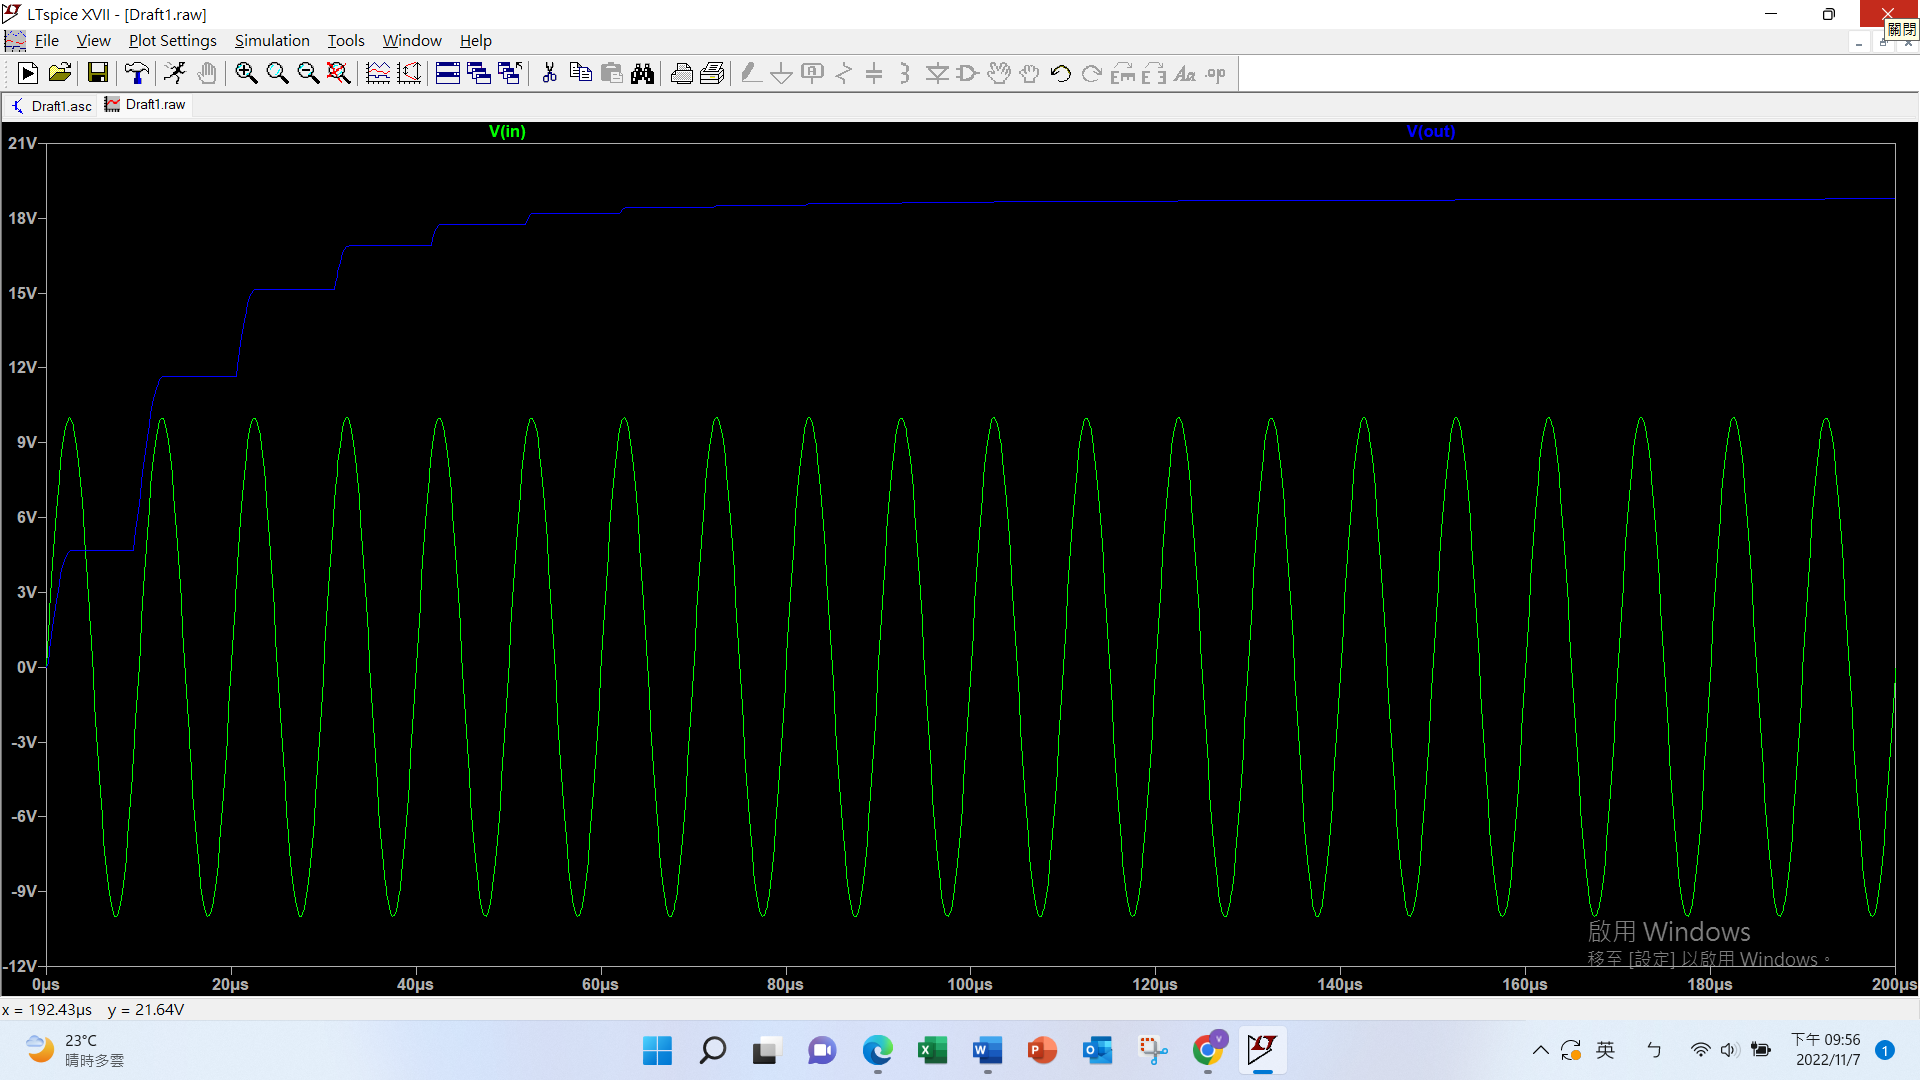 LTspice XVII - [Draft1.raw]
關閉
File View Plot Settings Simulation Tools Window Help
Draft1.asc Draft1.raw
V(in) V(out)
21V
18V
15V
12V
9V
6V
3V
0V
-3V
-6V
-9V
-12V
0µs 20µs 40µs 60µs 80µs 100µs 120µs 140µs 160µs 180µs 200µs
啟用 Windows
移至 [設定] 以啟用 Windows。
x = 192.43µs y = 21.64V
23°C
晴時多雲
英 ㄅ
下午 09:56
2022/11/7
1